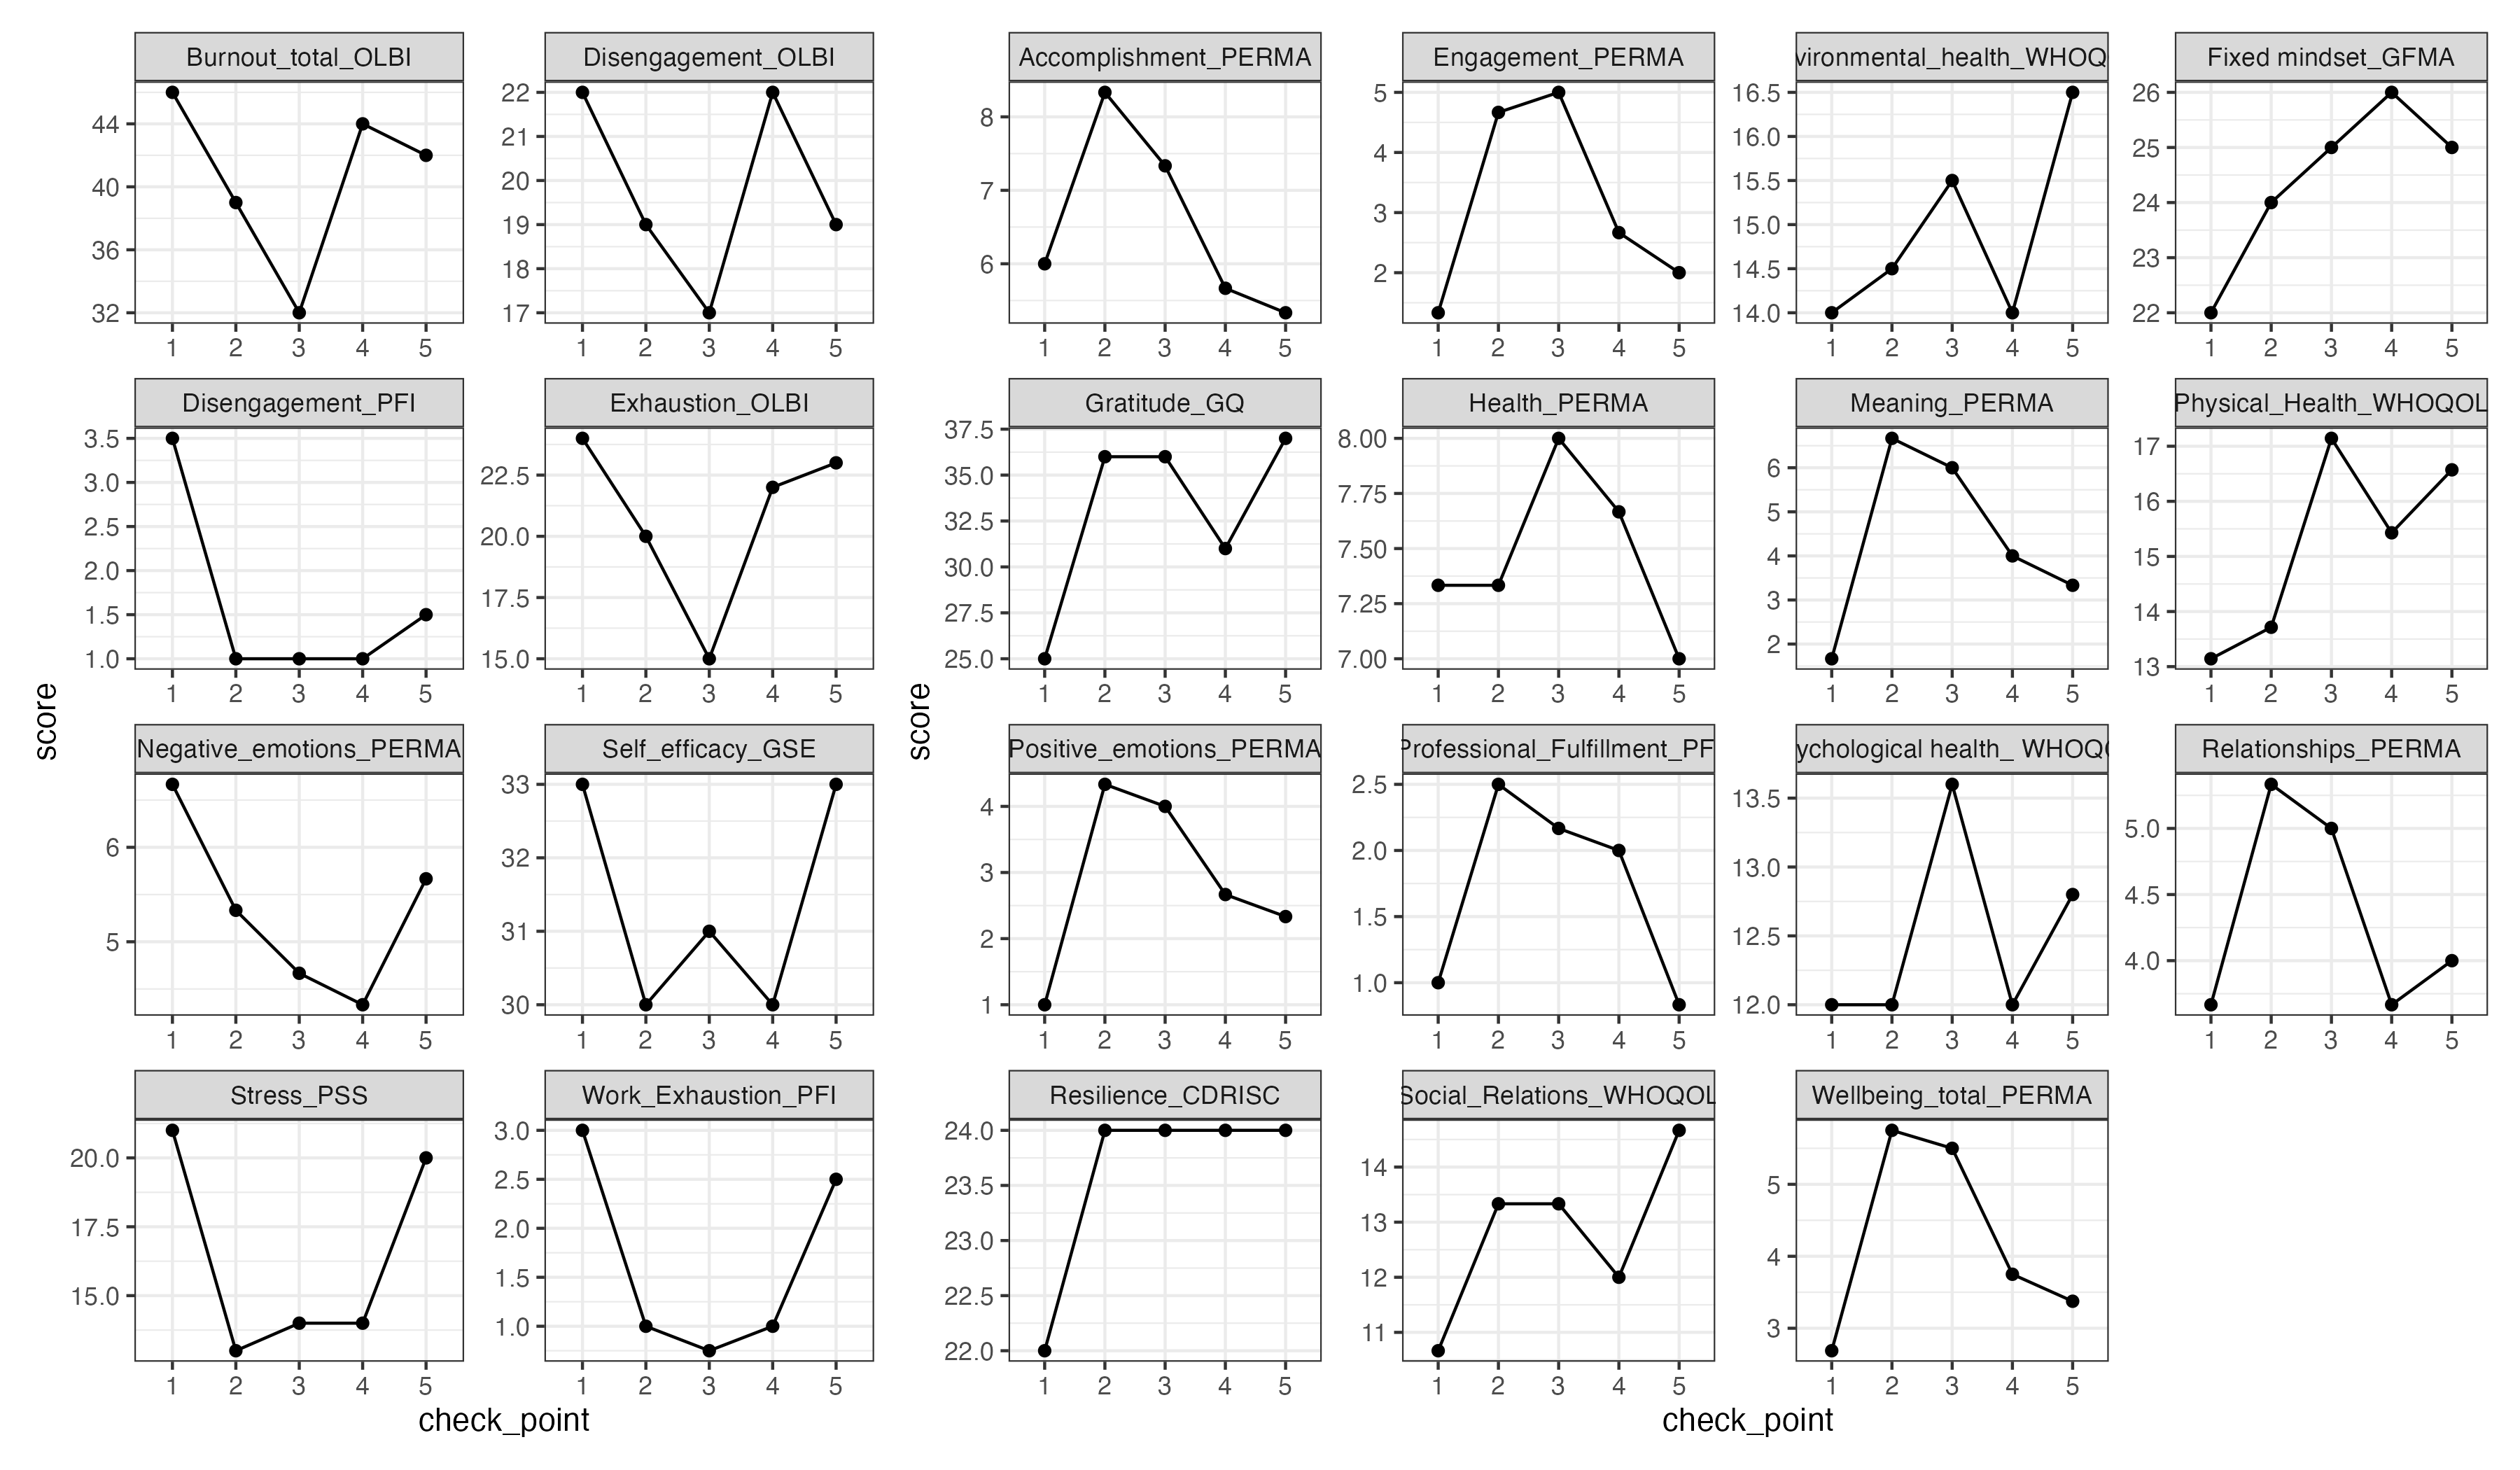 Burnout_total_OLBI
44
40
36
32
1 2 3 4 5
Disengagement_OLBI
22
21
20
19
18
17
1 2 3 4 5
Disengagement_PFI
3.5
3.0
2.5
2.0
1.5
1.0
1 2 3 4 5
Exhaustion_OLBI
22.5
20.0
17.5
15.0
1 2 3 4 5
Negative_emotions_PERMA
6
5
1 2 3 4 5
Self_efficacy_GSE
33
32
31
30
1 2 3 4 5
Stress_PSS
20.0
17.5
15.0
1 2 3 4 5
Work_Exhaustion_PFI
3.0
2.5
2.0
1.5
1.0
1 2 3 4 5
score
check_point
Accomplishment_PERMA
8
7
6
1 2 3 4 5
Engagement_PERMA
5
4
3
2
1 2 3 4 5
vironmental_health_WHOQ
16.5
16.0
15.5
15.0
14.5
14.0
1 2 3 4 5
Fixed mindset_GFMA
26
25
24
23
22
1 2 3 4 5
Gratitude_GQ
37.5
35.0
32.5
30.0
27.5
25.0
1 2 3 4 5
Health_PERMA
8.00
7.75
7.50
7.25
7.00
1 2 3 4 5
Meaning_PERMA
6
5
4
3
2
1 2 3 4 5
Physical_Health_WHOQOL
17
16
15
14
13
1 2 3 4 5
Positive_emotions_PERMA
4
3
2
1
1 2 3 4 5
Professional_Fulfillment_PF
2.5
2.0
1.5
1.0
1 2 3 4 5
ychological health_ WHOQ
13.5
13.0
12.5
12.0
1 2 3 4 5
Relationships_PERMA
5.0
4.5
4.0
1 2 3 4 5
Resilience_CDRISC
24.0
23.5
23.0
22.5
22.0
1 2 3 4 5
Social_Relations_WHOQOL
14
13
12
11
1 2 3 4 5
Wellbeing_total_PERMA
5
4
3
1 2 3 4 5
score
check_point